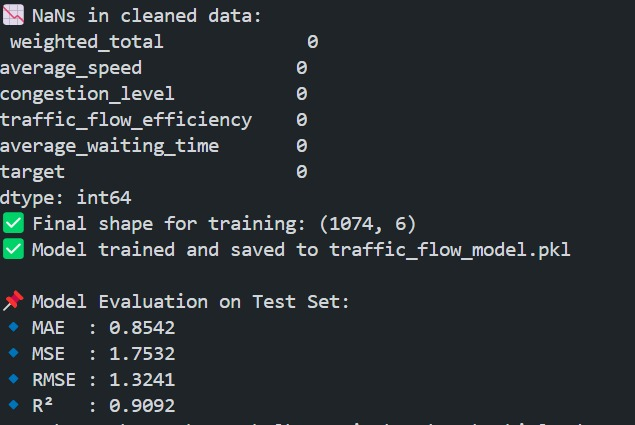 📉 NaNs in cleaned data:
weighted_total 0
average_speed 0
congestion_level 0
traffic_flow_efficiency 0
average_waiting_time 0
target 0
dtype: int64
✅ Final shape for training: (1074, 6)
✅ Model trained and saved to traffic_flow_model.pkl
📌 Model Evaluation on Test Set:
🔹 MAE : 0.8542
🔹 MSE : 1.7532
🔹 RMSE : 1.3241
🔹 R² : 0.9092